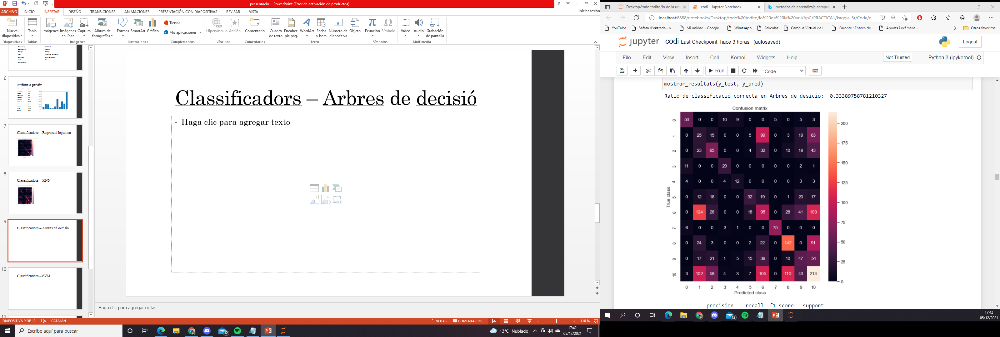 presentacio - PowerPoint (Error de activación de productos)
Iniciar sesión
ARCHIVO INICIO INSERTAR DISEÑO TRANSICIONES ANIMACIONES PRESENTACIÓN CON DIAPOSITIVAS REVISAR VISTA
Nueva diapositiva
Tabla
Imágenes
Imágenes en línea
Captura
Álbum de fotografías
Formas
SmartArt
Gráfico
Tienda
Mis aplicaciones
Hipervínculo
Acción
Comentario
Cuadro de texto
Encabez. pie pág.
WordArt
Fecha y hora
Número de diapositiva
Objeto
Ecuación
Símbolo
Vídeo
Audio
Grabación de pantalla
Diapositivas Tablas Imágenes Ilustraciones Complementos Vínculos Comentarios Texto Símbolos Multimedia
6
Atribut a predir
7
Classificadors – Regressió logística
8
Classificadors – KNN
9
Classificadors – Arbres de decisió
10
Classificadors – SVM
11
Classificadors – Arbres de decisió
• Haga clic para agregar texto
Haga clic para agregar notas
DIAPOSITIVA 9 DE 12 CATALÁN
NOTAS COMENTARIOS 110 %
Escribe aquí para buscar
12
13°C Nublado
17:42
05/12/2021
Desktop/todo todito/lo de la un
codi - Jupyter Notebook
metodos de aprendizaje comput
localhost:8888/notebooks/Desktop/todo%20todito/lo%20de%20la%20uni/ApC/PRACTICA1/kaggle_3r/Code/c...
YouTube
Safata d'entrada - v...
Mi unidad - Google...
WhatsApp
Películas
Campus Virtual de l...
Caronte : Entorn de...
Apunts i exàmens -...
Otros favoritos
jupyter codi Last Checkpoint: hace 3 horas (autosaved)
Logout
File Edit View Insert Cell Kernel Widgets Help
Not Trusted
Python 3 (ipykernel)
Run
Code
mostrar_resultats(y_test, y_pred)
Ratio de classificació correcta en Arbres de desició: 0.33389758781210327
Confusion matrix
0 53 0 0 10 9 0 0 5 0 5 3
1 0 25 15 0 0 5 99 0 3 19 63
2 0 23 65 0 0 4 32 0 10 19 43
3 11 0 0 29 0 0 0 0 0 2 1
4 4 0 0 4 12 0 0 0 0 3 3
5 0 12 16 0 0 32 19 0 1 20 17
6 0 124 28 0 0 18 95 0 28 41 109
7 6 0 0 3 1 0 0 75 0 0 0
8 0 24 3 0 0 2 22 0 142 0 91
9 0 17 21 1 5 15 36 0 10 47 54
10 3 102 58 4 3 7 105 0 110 43 214
0 1 2 3 4 5 6 7 8 9 10
True class
Predicted class
200
175
150
125
100
75
50
25
0
precision recall f1-score support
12
17:42
05/12/2021